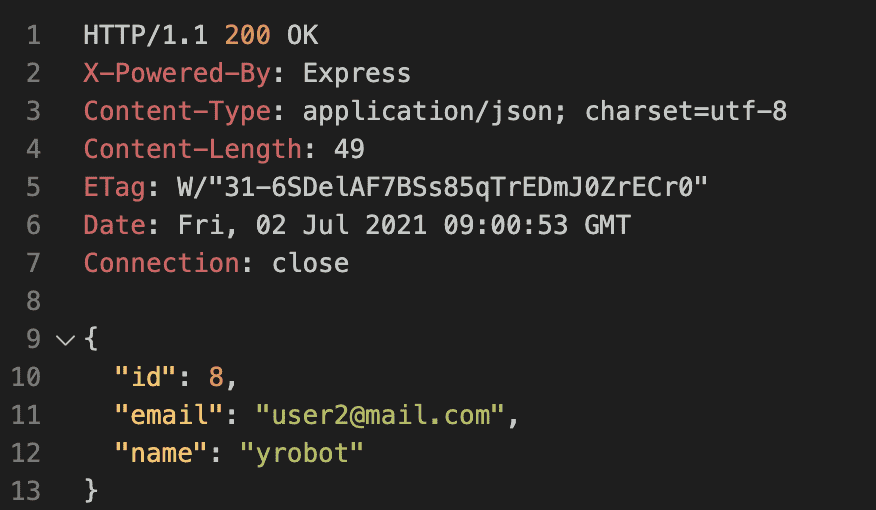 1 HTTP/1.1 200 OK
2 X-Powered-By: Express
3 Content-Type: application/json; charset=utf-8
4 Content-Length: 49
5 ETag: W/"31-6SDelAF7BSs85qTrEDmJ0ZrECr0"
6 Date: Fri, 02 Jul 2021 09:00:53 GMT
7 Connection: close
8
9 {
10 "id": 8,
11 "email": "user2@mail.com",
12 "name": "yrobot"
13 }